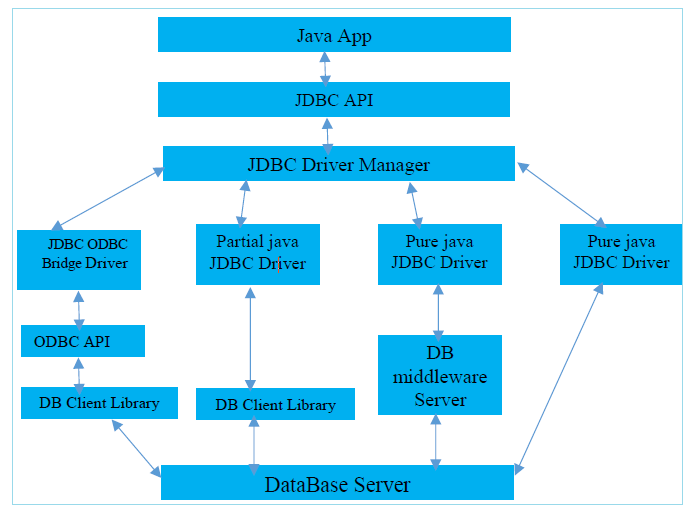 Java App
JDBC API
JDBC Driver Manager
JDBC ODBC
Bridge Driver
Partial java
JDBC Driver
Pure java
JDBC Driver
Pure java
JDBC Driver
ODBC API
DB
middleware
Server
DB Client Library
DB Client Library
DataBase Server